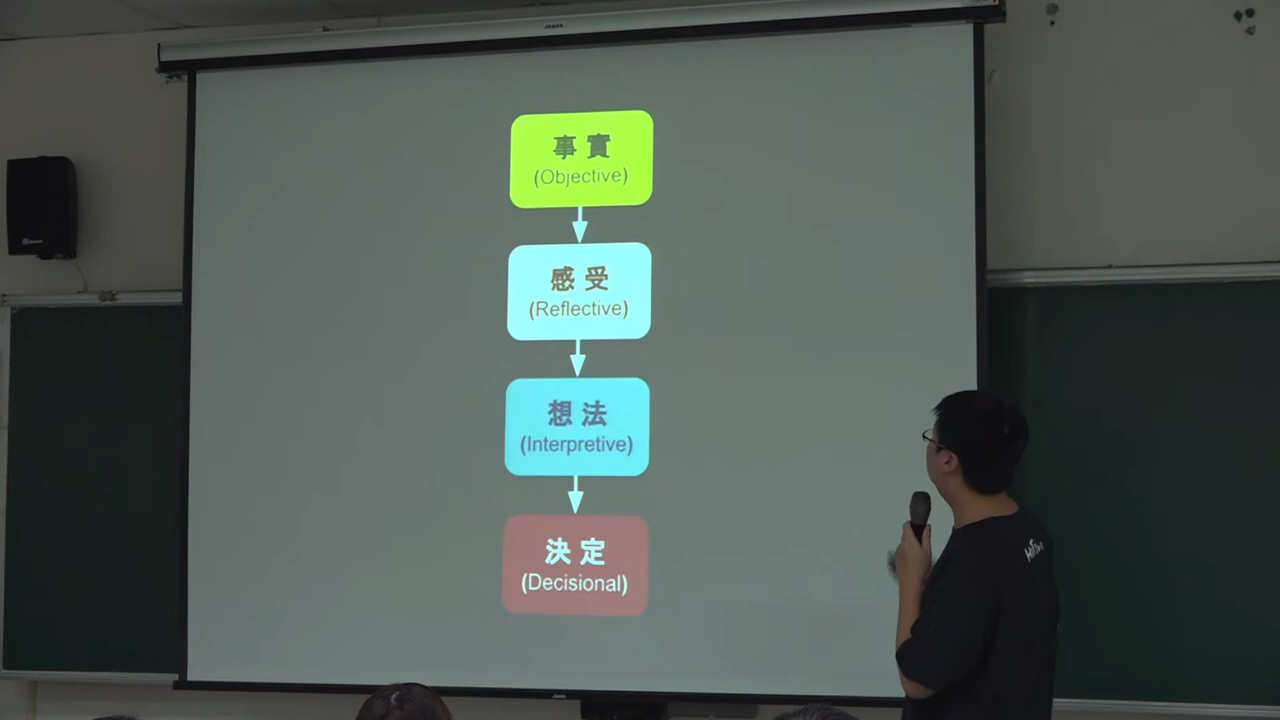 事實
(Objective)
感受
(Reflective)
想法
(Interpretive)
決定
(Decisional)